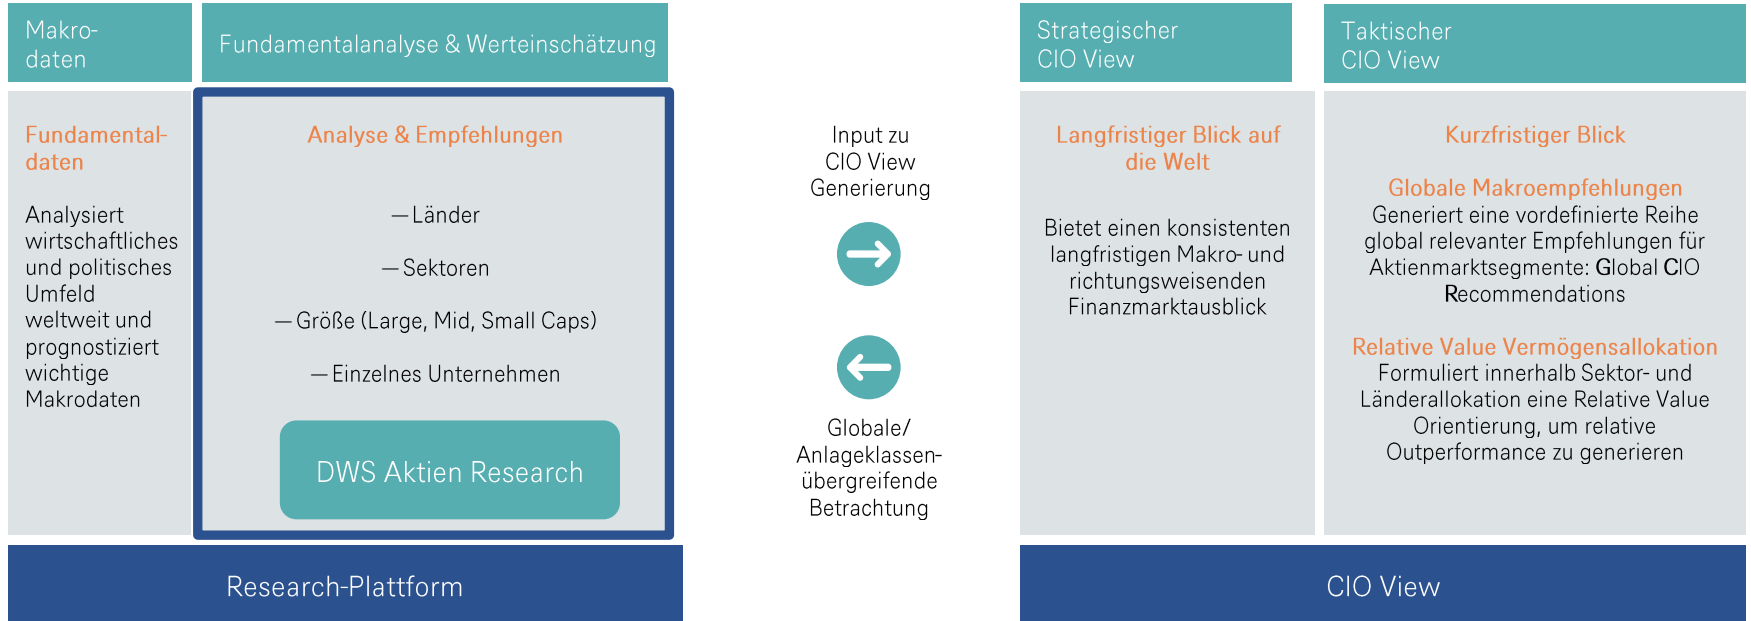 Makro-
daten
Fundamentalanalyse & Werteinschätzung
Fundamental-
daten
Analysiert
wirtschaftliches
und politisches
Umfeld
weltweit und
prognostiziert
wichtige
Makrodaten
Analyse & Empfehlungen
— Länder
— Sektoren
— Größe (Large, Mid, Small Caps)
— Einzelnes Unternehmen
DWS Aktien Research
Research-Plattform
Input zu
CIO View
Generierung
Globale/
Anlageklassen-
übergreifende
Betrachtung
Strategischer
CIO View
Langfristiger Blick auf
die Welt
Bietet einen konsistenten
langfristigen Makro- und
richtungsweisenden
Finanzmarktausblick
Taktischer
CIO View
Kurzfristiger Blick
Globale Makroempfehlungen
Generiert eine vordefinierte Reihe
global relevanter Empfehlungen für
Aktienmarktsegmente: Global CIO
Recommendations
Relative Value Vermögensallokation
Formuliert innerhalb Sektor- und
Länderallokation eine Relative Value
Orientierung, um relative
Outperformance zu generieren
CIO View